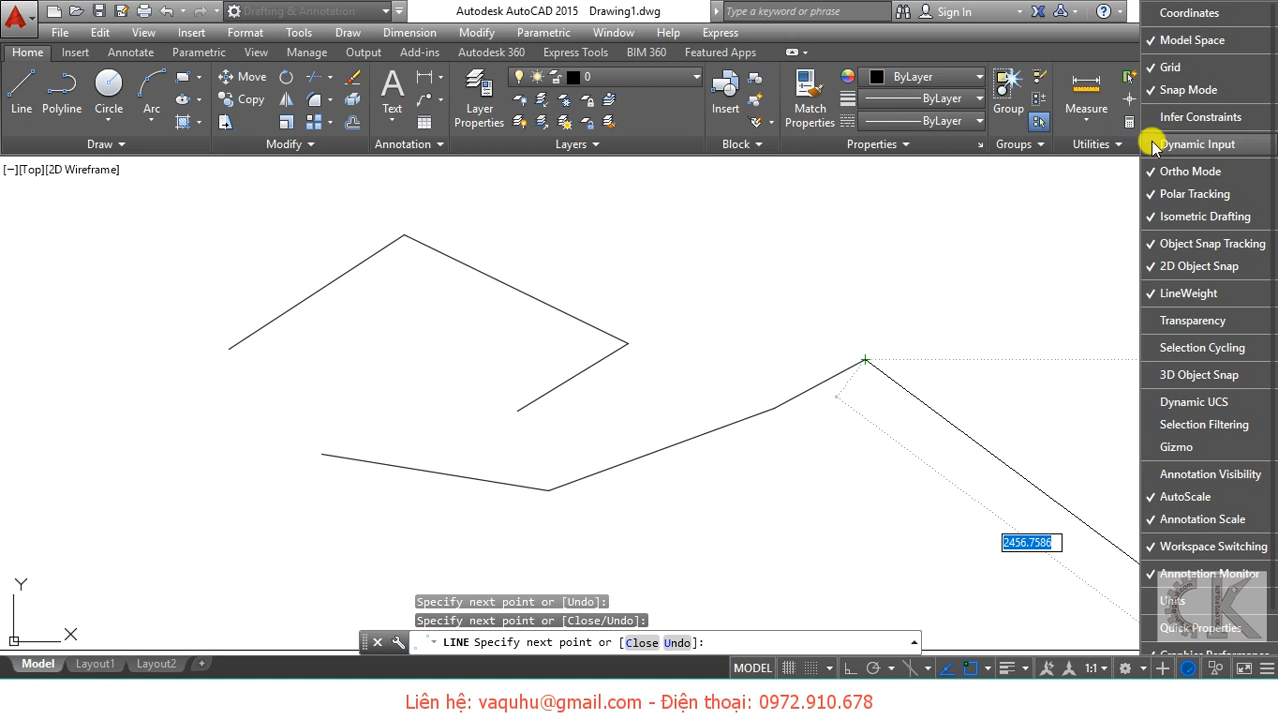 Drafting & Annotation
Autodesk AutoCAD 2015 Drawing1.dwg
Type a keyword or phrase
Sign In
File Edit View Insert Format Tools Draw Dimension Modify Parametric Window Help Express
Home Insert Annotate Parametric View Manage Output Add-ins Autodesk 360 Express Tools BIM 360 Featured Apps
Line Polyline Circle Arc
Move
Copy
Text
Layer Properties
0
Insert
Match Properties
ByLayer
ByLayer
ByLayer
Group
Measure
Draw Modify Annotation Layers Block Properties Groups Utilities
[−][Top][2D Wireframe]
Coordinates
Model Space
Grid
Snap Mode
Infer Constraints
Dynamic Input
Ortho Mode
Polar Tracking
Isometric Drafting
Object Snap Tracking
2D Object Snap
LineWeight
Transparency
Selection Cycling
3D Object Snap
Dynamic UCS
Selection Filtering
Gizmo
Annotation Visibility
AutoScale
Annotation Scale
Workspace Switching
Annotation Monitor
Units
Quick Properties
Graphics Performance
2456.7586
Y
X
Specify next point or [Undo]:
Specify next point or [Close/Undo]:
LINE Specify next point or [Close Undo]:
Model Layout1 Layout2 +
MODEL
1:1
Liên hệ: vaquhu@gmail.com - Điện thoại: 0972.910.678